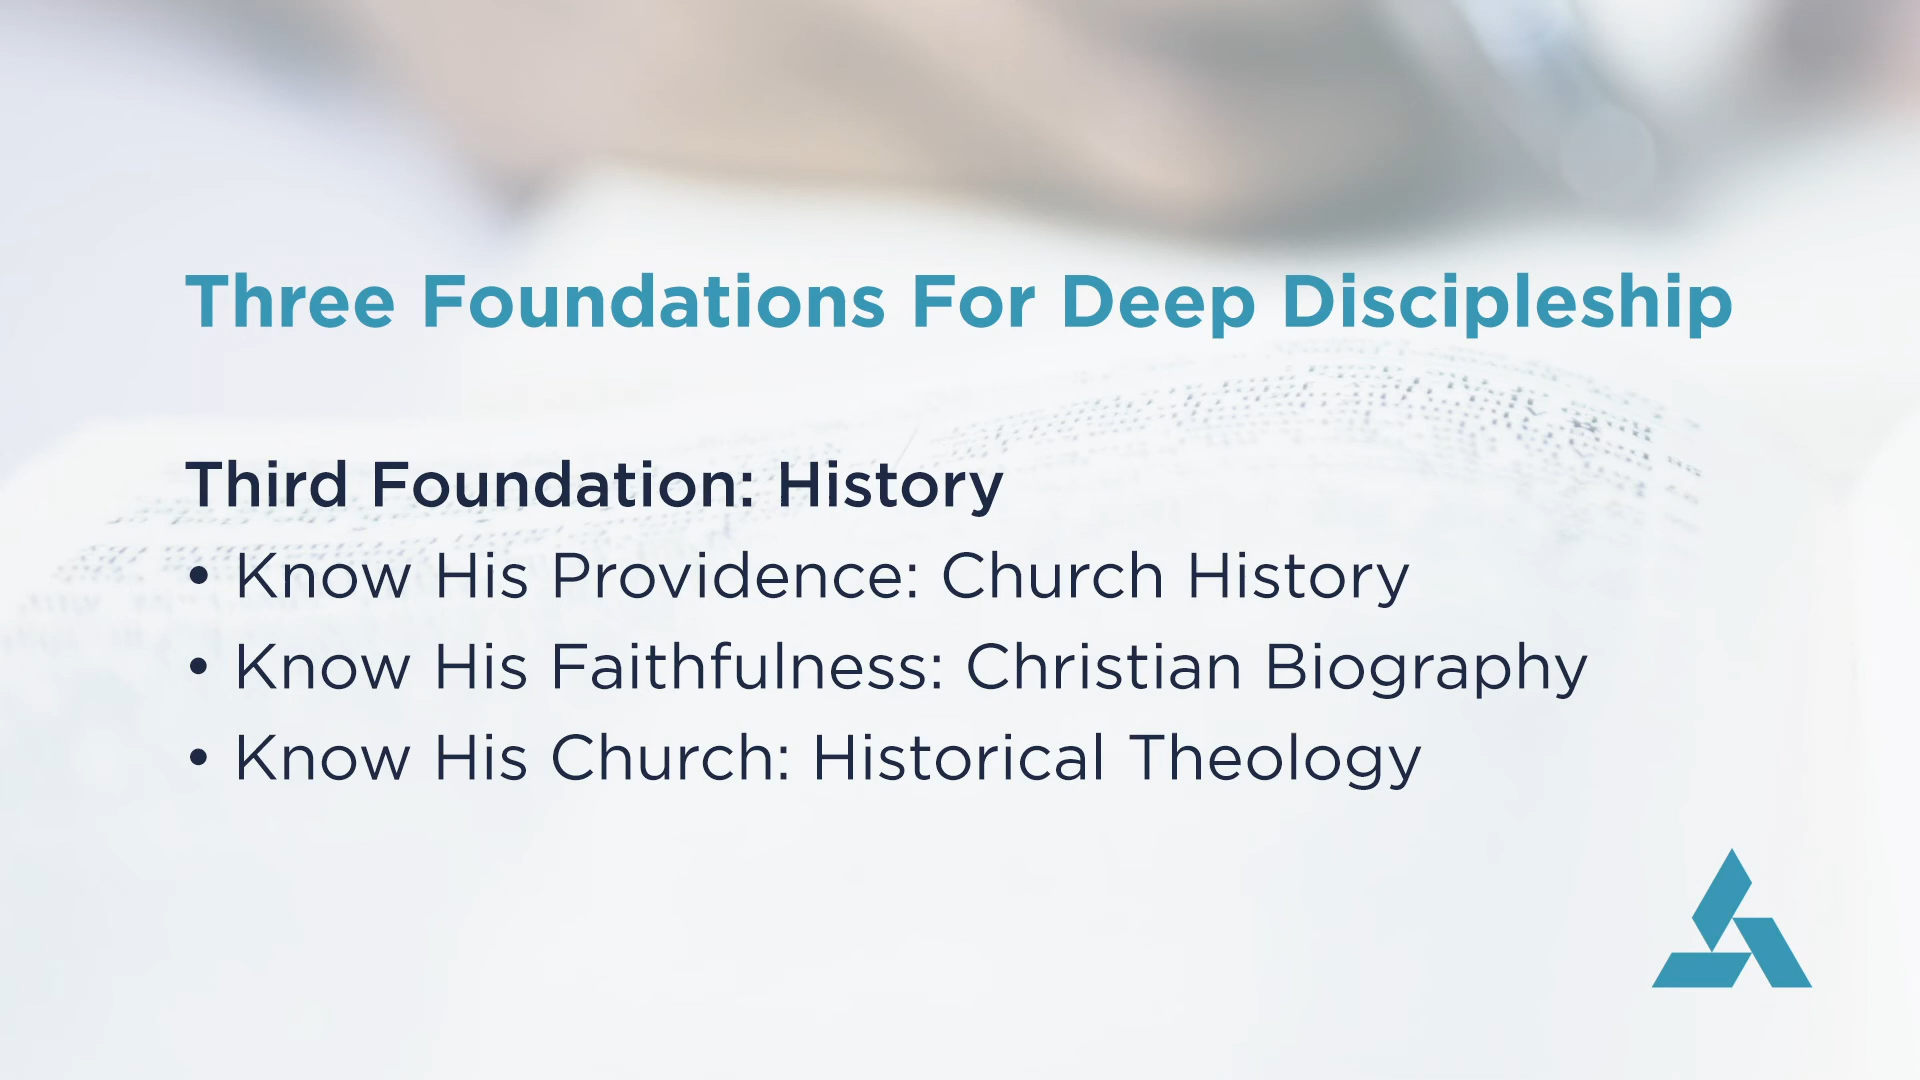 Three Foundations For Deep Discipleship
Third Foundation: History
• Know His Providence: Church History
• Know His Faithfulness: Christian Biography
• Know His Church: Historical Theology